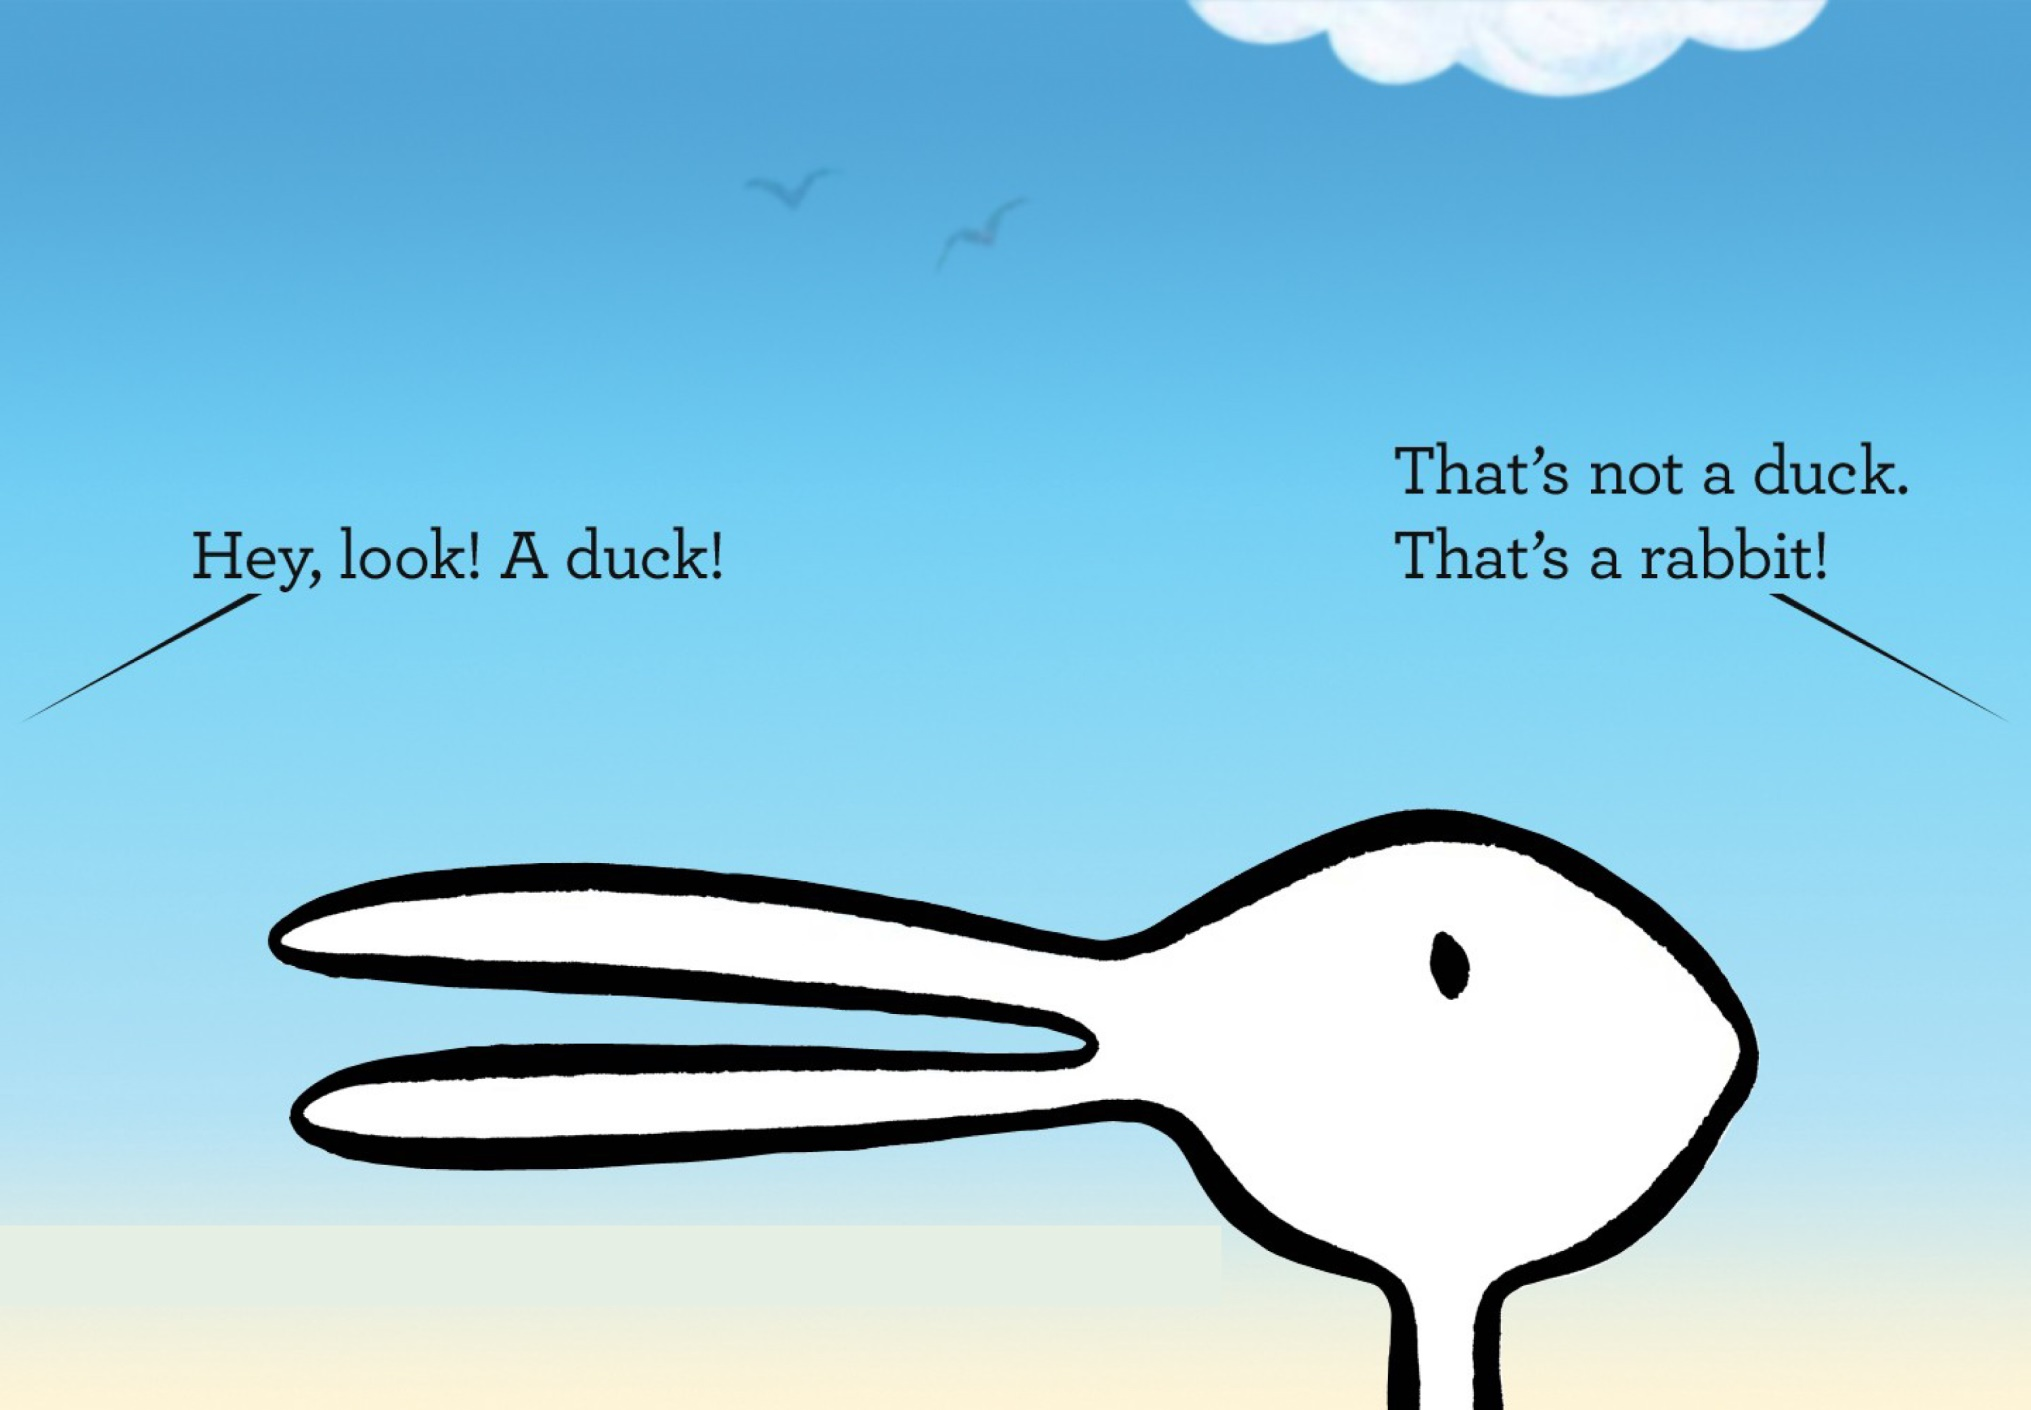 Hey, look! A duck!
That’s not a duck.
That’s a rabbit!